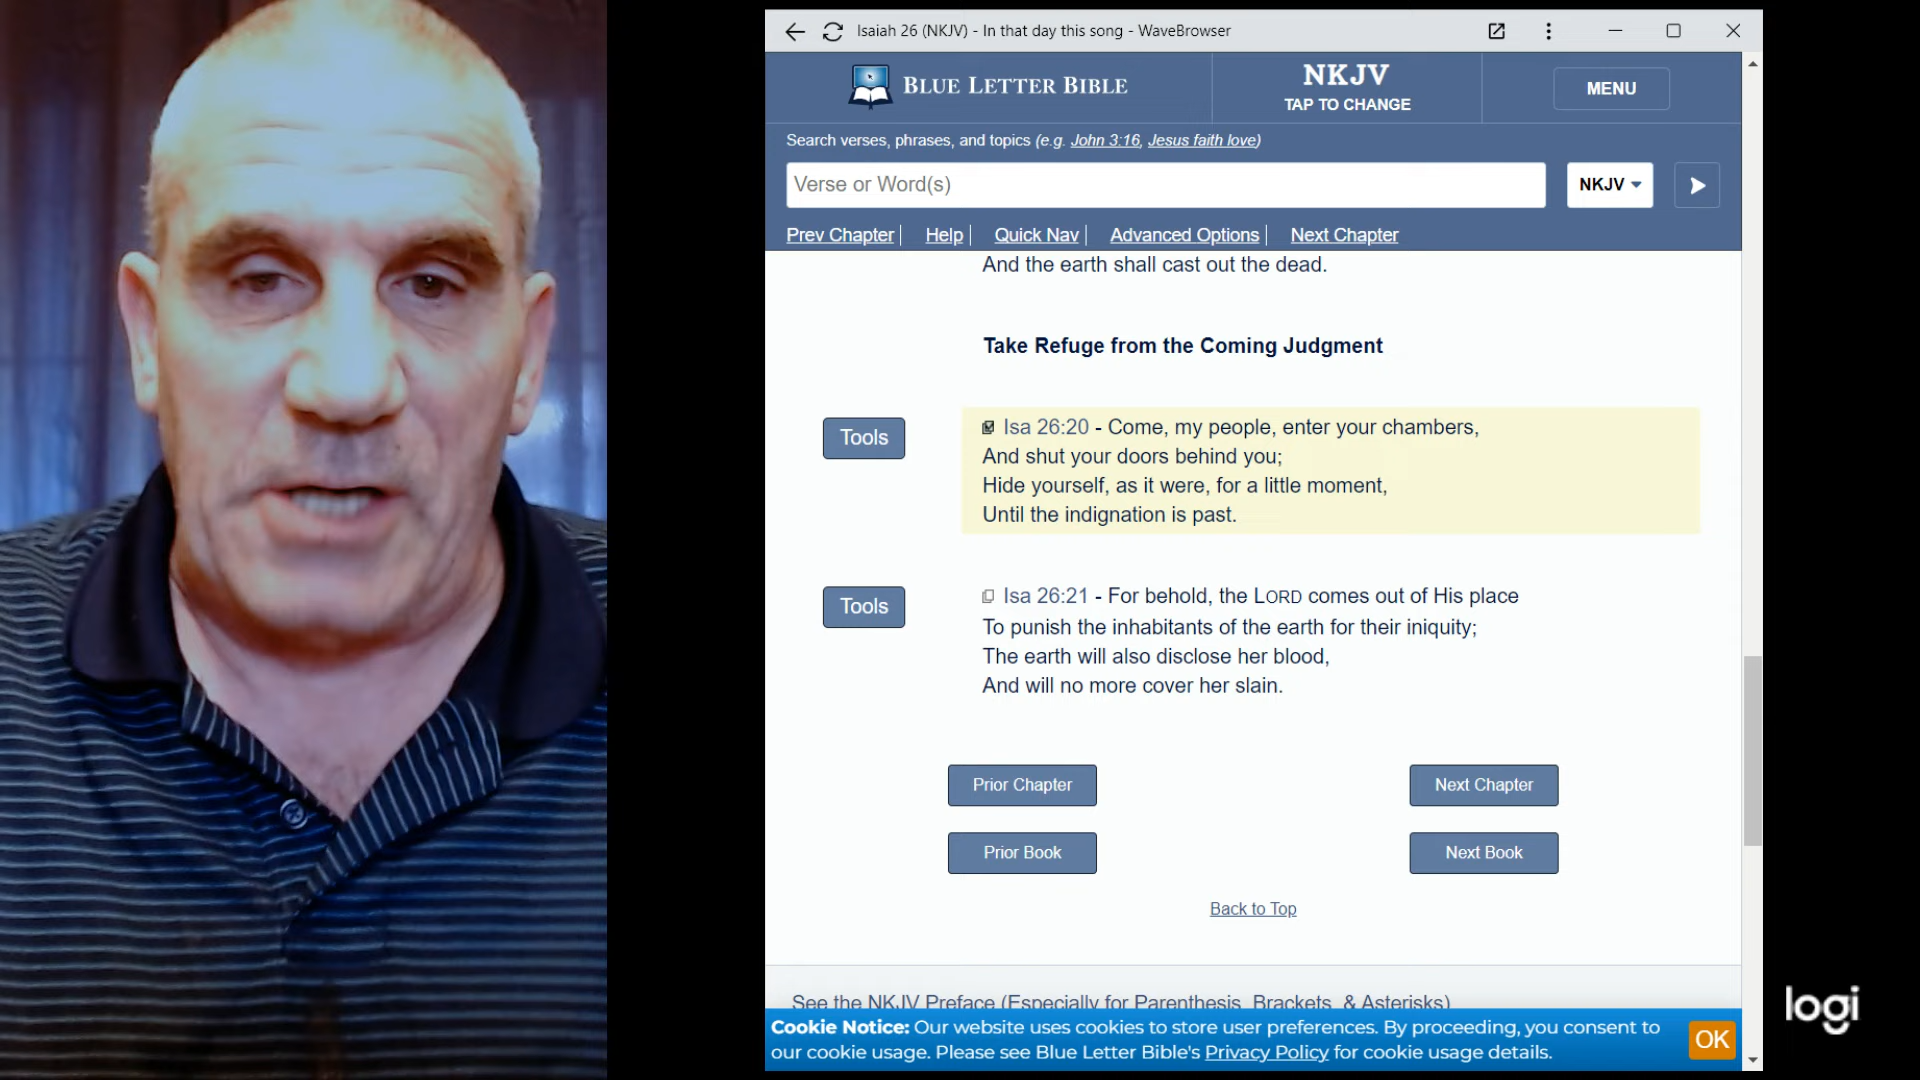 Isaiah 26 (NKJV) - In that day this song - WaveBrowser
BLUE LETTER BIBLE
NKJV
TAP TO CHANGE
MENU
Search verses, phrases, and topics (e.g. John 3:16, Jesus faith love)
Verse or Word(s)
NKJV
Prev Chapter
Help
Quick Nav
Advanced Options
Next Chapter
And the earth shall cast out the dead.
Take Refuge from the Coming Judgment
Tools
Isa 26:20 - Come, my people, enter your chambers,
And shut your doors behind you;
Hide yourself, as it were, for a little moment,
Until the indignation is past.
Tools
Isa 26:21 - For behold, the LORD comes out of His place
To punish the inhabitants of the earth for their iniquity;
The earth will also disclose her blood,
And will no more cover her slain.
Prior Chapter
Next Chapter
Prior Book
Next Book
Back to Top
See the NKJV Preface (Especially for Parenthesis, Brackets, & Asterisks)
Cookie Notice: Our website uses cookies to store user preferences. By proceeding, you consent to
our cookie usage. Please see Blue Letter Bible's Privacy Policy for cookie usage details.
OK
logi